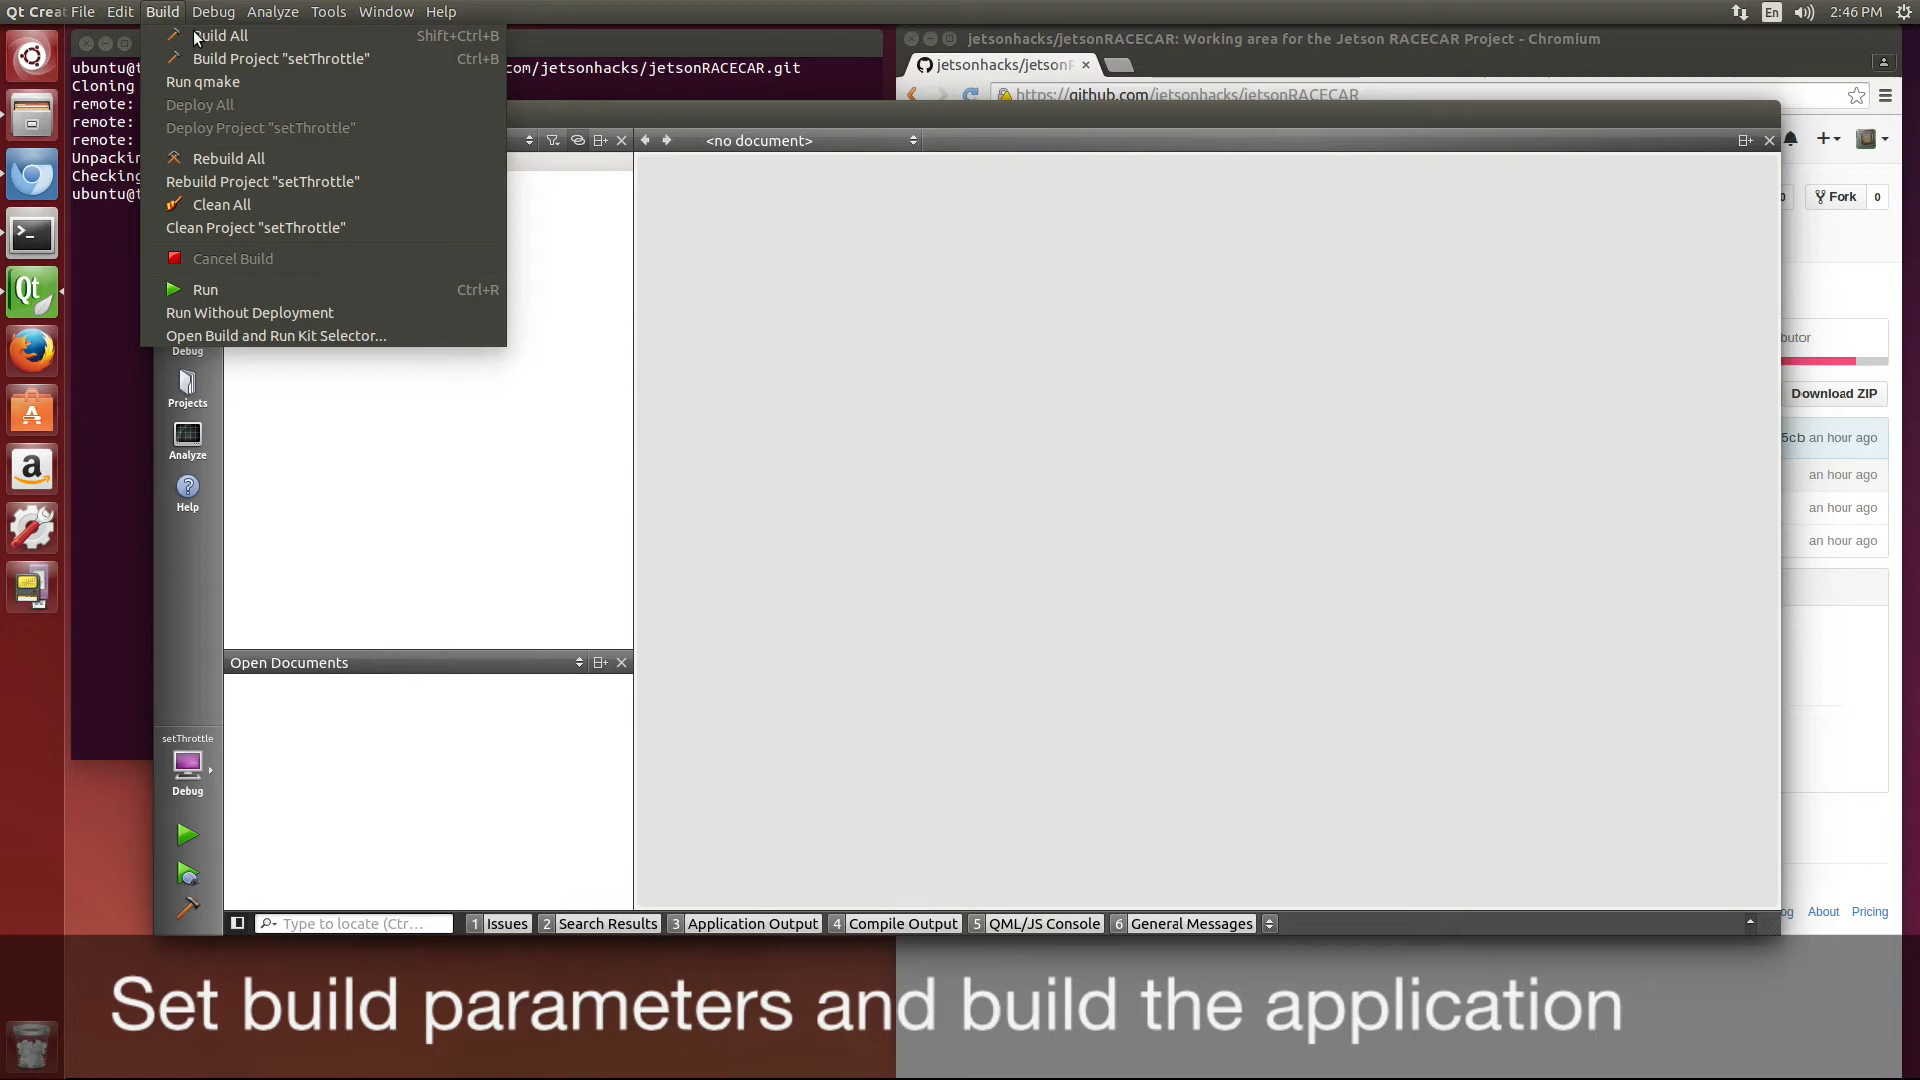 Qt Creat File Edit Build Debug Analyze Tools Window Help
En 2:46 PM
Build All Shift+Ctrl+B
Build Project "setThrottle" Ctrl+B
Run qmake
Deploy All
Deploy Project "setThrottle"
Rebuild All
Rebuild Project "setThrottle"
Clean All
Clean Project "setThrottle"
Cancel Build
Run Ctrl+R
Run Without Deployment
Open Build and Run Kit Selector...
ubuntu@t
com/jetsonhacks/jetsonRACECAR.git
Cloning
remote:
remote:
remote:
Unpackin
Checking
ubuntu@t
jetsonhacks/jetsonRACECAR: Working area for the Jetson RACECAR Project - Chromium
jetsonhacks/jetsonR
https://github.com/jetsonhacks/jetsonRACECAR
<no document>
0 Fork 0
butor
Download ZIP
5cb an hour ago
an hour ago
an hour ago
an hour ago
og About Pricing
Debug
Projects
Analyze
Help
Open Documents
setThrottle
Debug
Type to locate (Ctr...
1 Issues 2 Search Results 3 Application Output 4 Compile Output 5 QML/JS Console 6 General Messages
Set build parameters and build the application